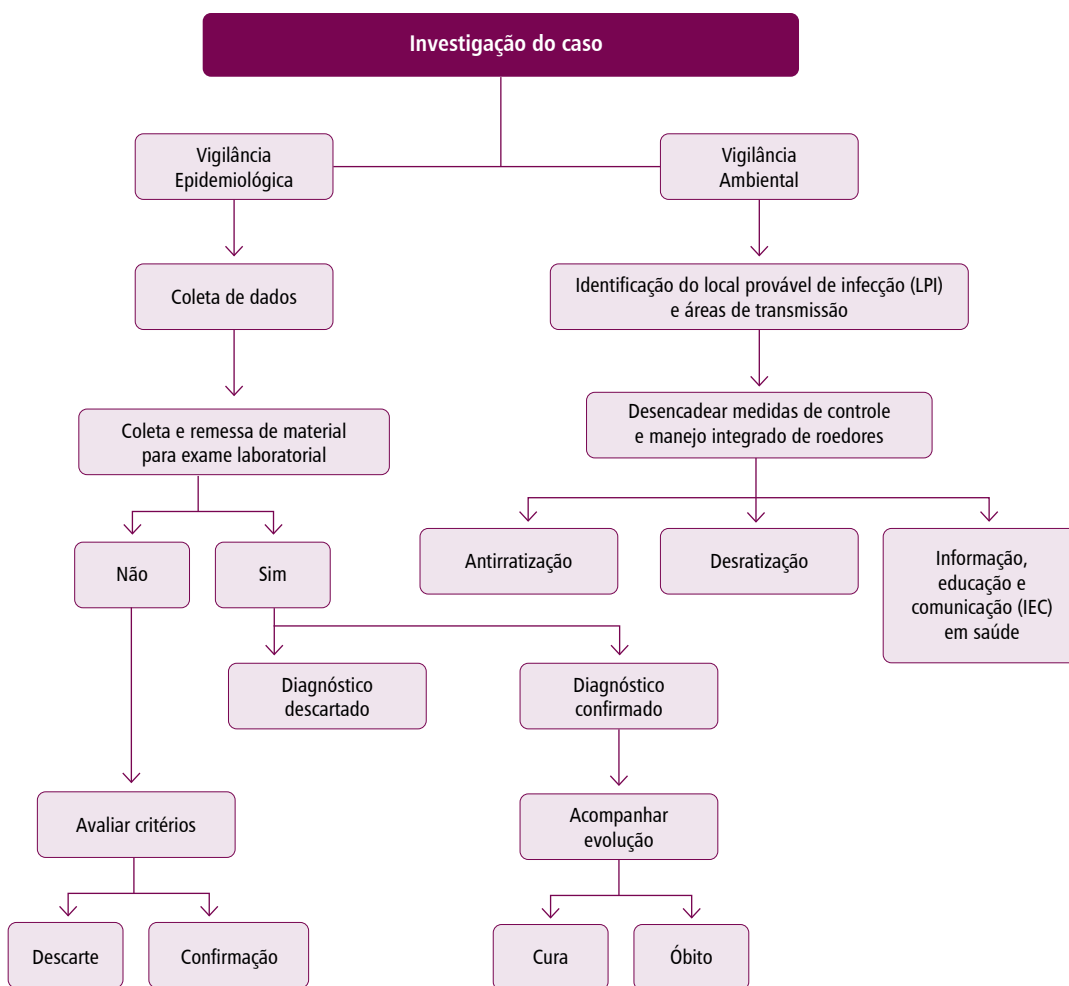 Investigação do caso
Vigilância
Epidemiológica
Vigilância
Ambiental
Coleta de dados
Identificação do local provável de infecção (LPI)
e áreas de transmissão
Coleta e remessa de material
para exame laboratorial
Desencadear medidas de controle
e manejo integrado de roedores
Não
Sim
Antirratização
Desratização
Informação,
educação e
comunicação (IEC)
em saúde
Diagnóstico
descartado
Diagnóstico
confirmado
Avaliar critérios
Acompanhar
evolução
Descarte
Confirmação
Cura
Óbito